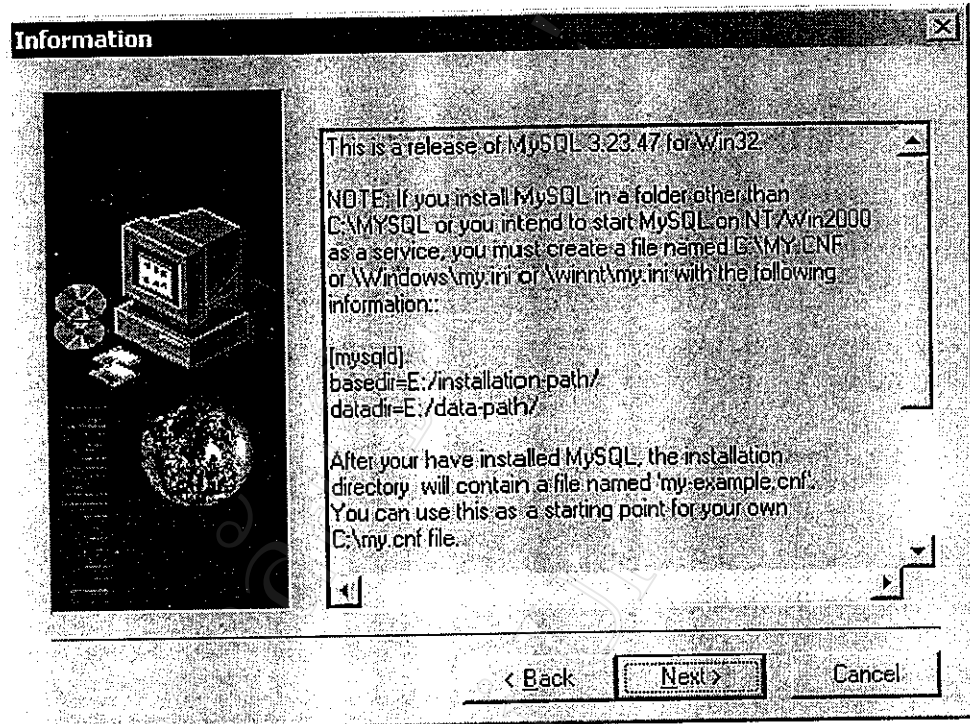 Information
This is a release of MySQL 3.23.47 for Win32.
NOTE: If you install MySQL in a folder other than
C:\MYSQL or you intend to start MySQL on NT/Win2000
as a service, you must create a file named C:\MY.CNF
or \Windows\my.ini or \winnt\my.ini with the following
information::
[mysqld]
basedir=E:/installation-path/
datadir=E:/data-path/
After your have installed MySQL, the installation
directory will contain a file named 'my-example.cnf'.
You can use this as a starting point for your own
C:\my.cnf file.
< Back
Next >
Cancel